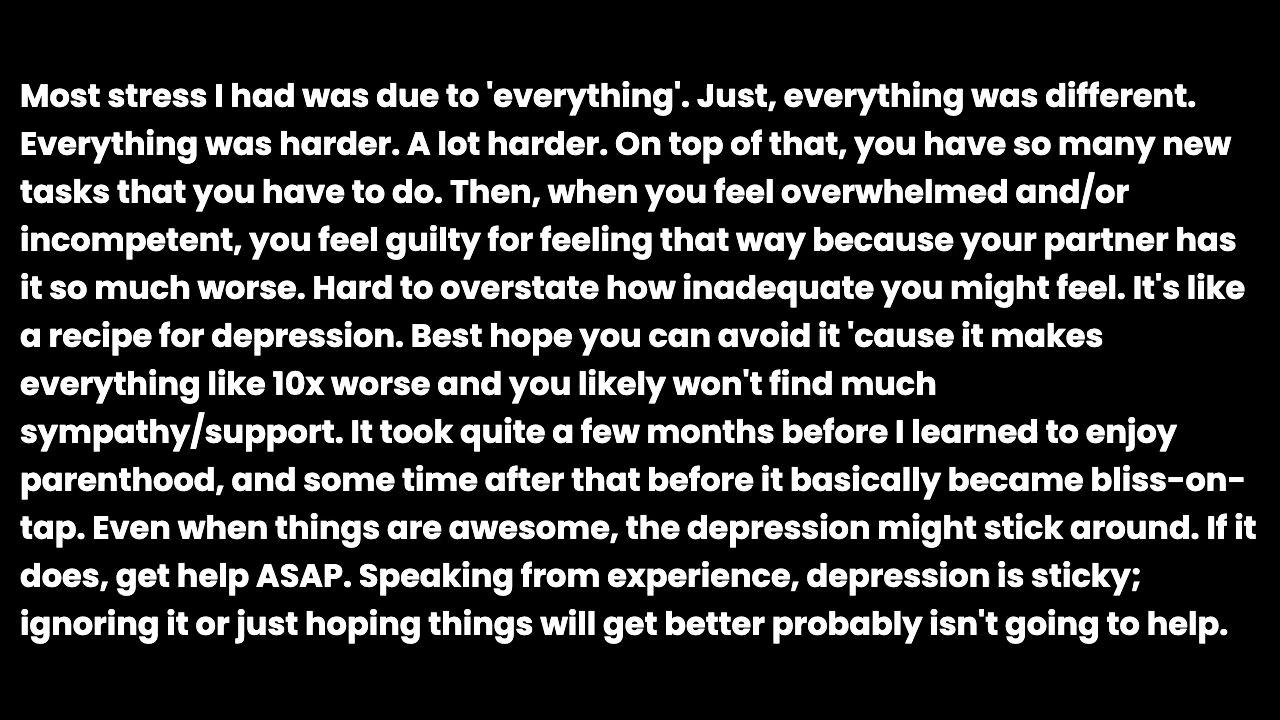 Most stress I had was due to 'everything'. Just, everything was different.
Everything was harder. A lot harder. On top of that, you have so many new
tasks that you have to do. Then, when you feel overwhelmed and/or
incompetent, you feel guilty for feeling that way because your partner has
it so much worse. Hard to overstate how inadequate you might feel. It's like
a recipe for depression. Best hope you can avoid it 'cause it makes
everything like 10x worse and you likely won't find much
sympathy/support. It took quite a few months before I learned to enjoy
parenthood, and some time after that before it basically became bliss-on-
tap. Even when things are awesome, the depression might stick around. If it
does, get help ASAP. Speaking from experience, depression is sticky;
ignoring it or just hoping things will get better probably isn't going to help.